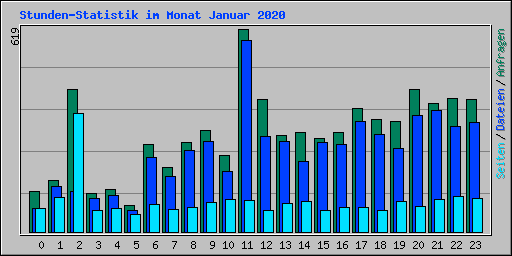 Stunden-Statistik im Monat Januar 2020
619
Seiten / Dateien / Anfragen
0 1 2 3 4 5 6 7 8 9 10 11 12 13 14 15 16 17 18 19 20 21 22 23